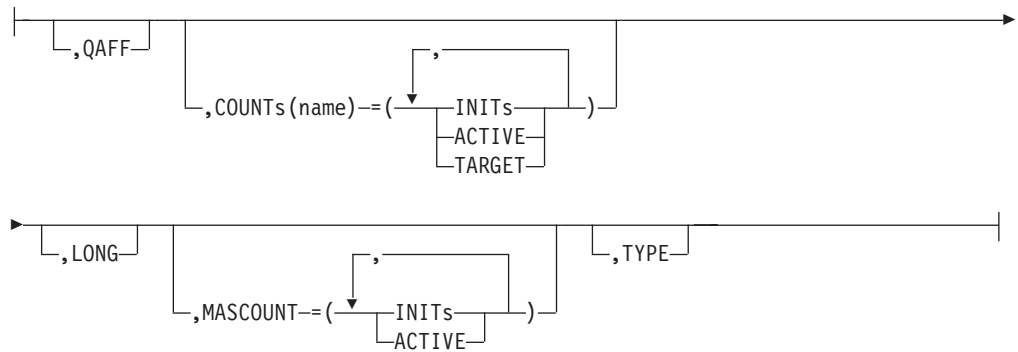 ,QAFF
,
,COUNTs(name)=( INITs )
ACTIVE
TARGET
,LONG
,
,TYPE
,MASCOUNT=( INITs )
ACTIVE